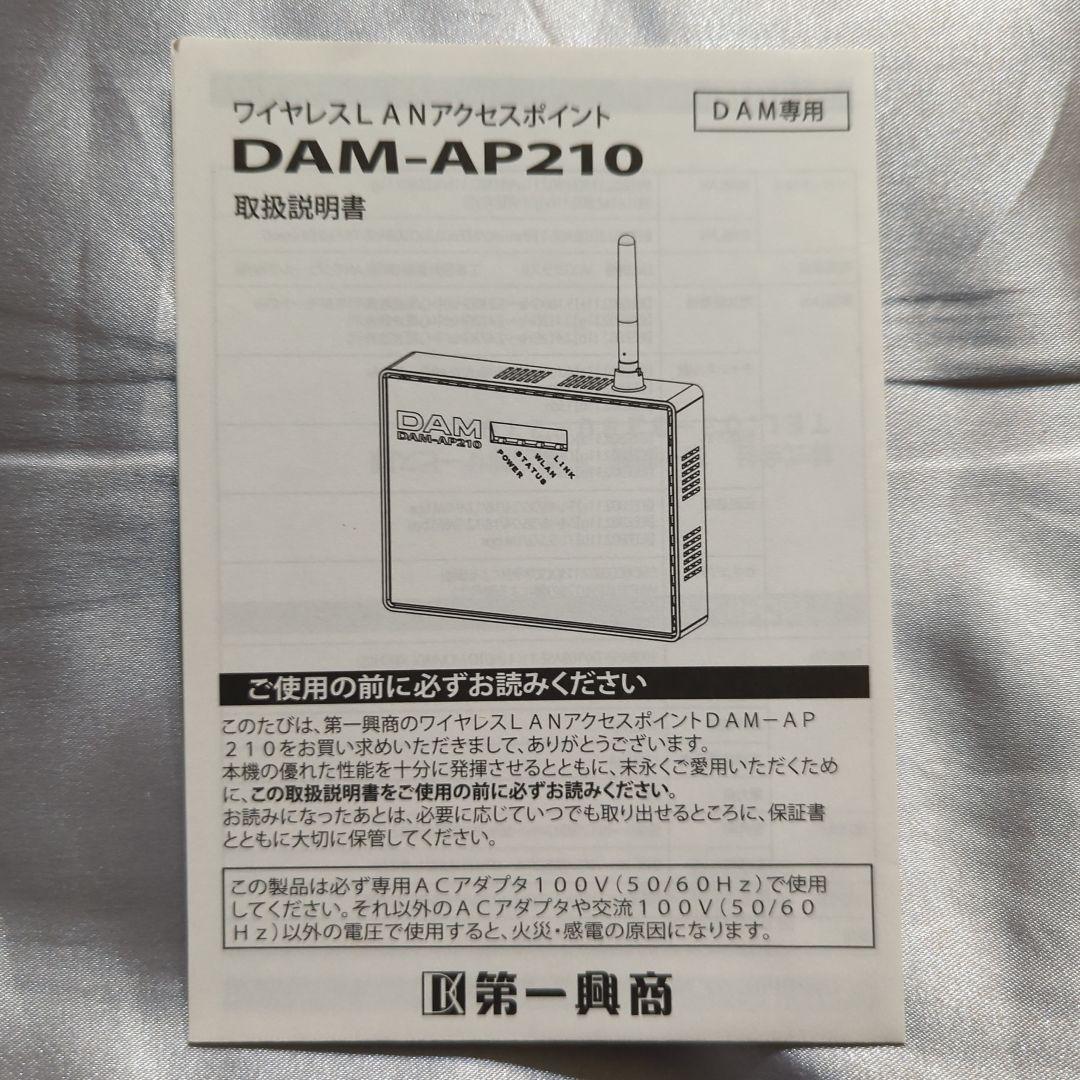 ワイヤレスLANアクセスポイント
DAM専用
DAM-AP210
取扱説明書
DAM
DAM-AP210
POWER
STATUS
WLAN
LINK
ご使用の前に必ずお読みください
このたびは、第一興商のワイヤレスLANアクセスポイントDAM－AP
210をお買い求めいただきまして、ありがとうございます。
本機の優れた性能を十分に発揮させるとともに、末永くご愛用いただくため
に、この取扱説明書をご使用の前に必ずお読みください。
お読みになったあとは、必要に応じていつでも取り出せるところに、保証書
とともに大切に保管してください。
この製品は必ず専用ACアダプタ100V(50/60Hz)で使用
してください。それ以外のACアダプタや交流100V(50/60
Hz)以外の電圧で使用すると、火災・感電の原因になります。
DK 第一興商